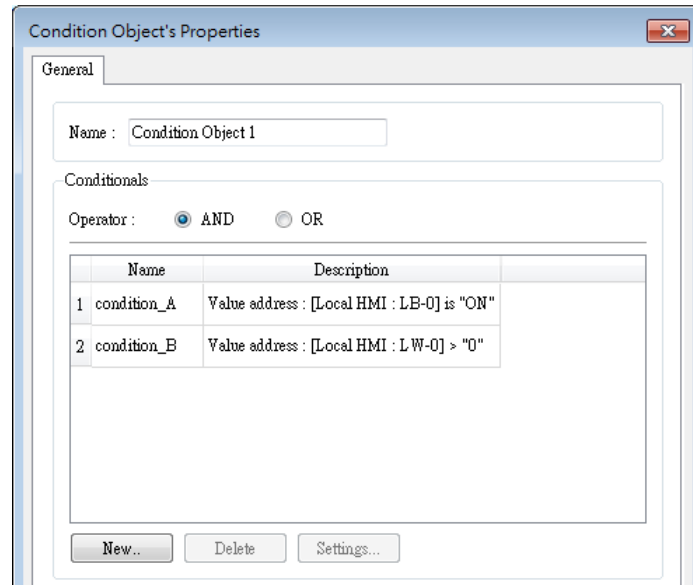 Condition Object's Properties
General
Name : Condition Object 1
Conditionals
Operator : AND OR
Name Description
1 condition_A Value address : [Local HMI : LB-0] is "ON"
2 condition_B Value address : [Local HMI : LW-0] > "0"
New.. Delete Settings...